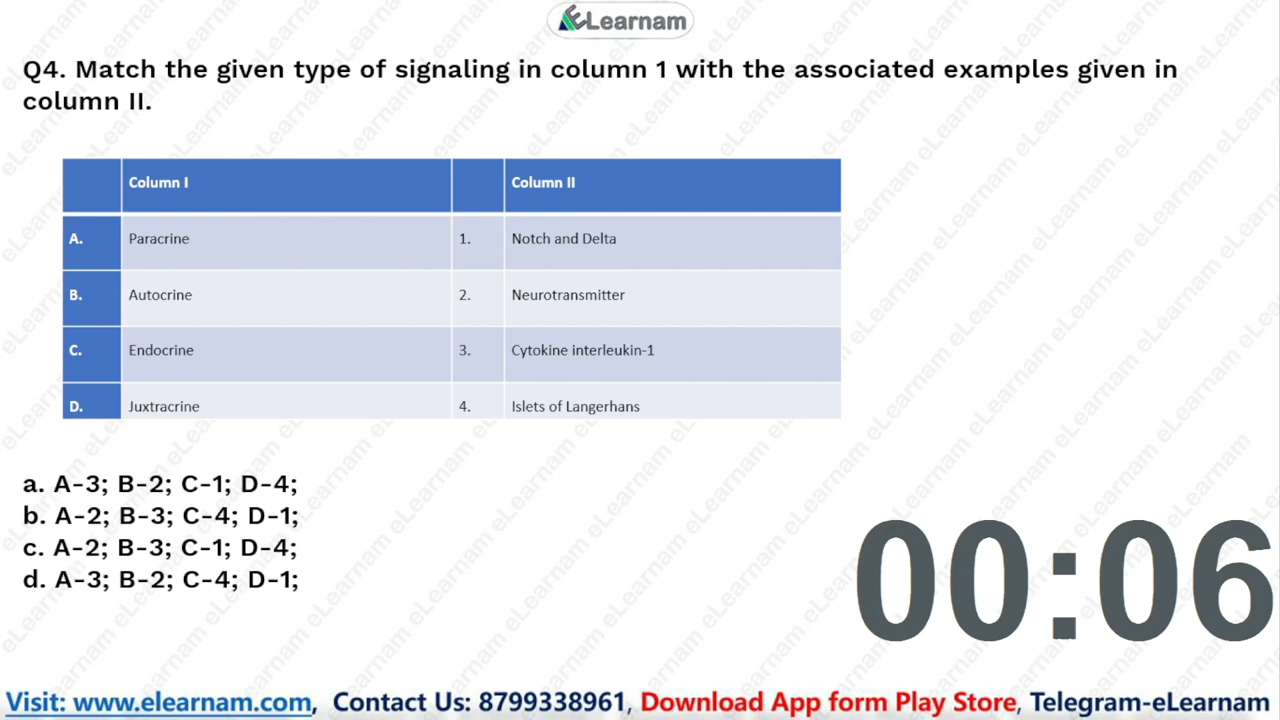 ELearnam
Q4. Match the given type of signaling in column 1 with the associated examples given in
column II.
Column I Column II
A. Paracrine 1. Notch and Delta
B. Autocrine 2. Neurotransmitter
C. Endocrine 3. Cytokine interleukin-1
D. Juxtracrine 4. Islets of Langerhans
a. A-3; B-2; C-1; D-4;
b. A-2; B-3; C-4; D-1;
c. A-2; B-3; C-1; D-4;
d. A-3; B-2; C-4; D-1;
00:06
Visit: www.elearnam.com, Contact Us: 8799338961, Download App form Play Store, Telegram-eLearnam